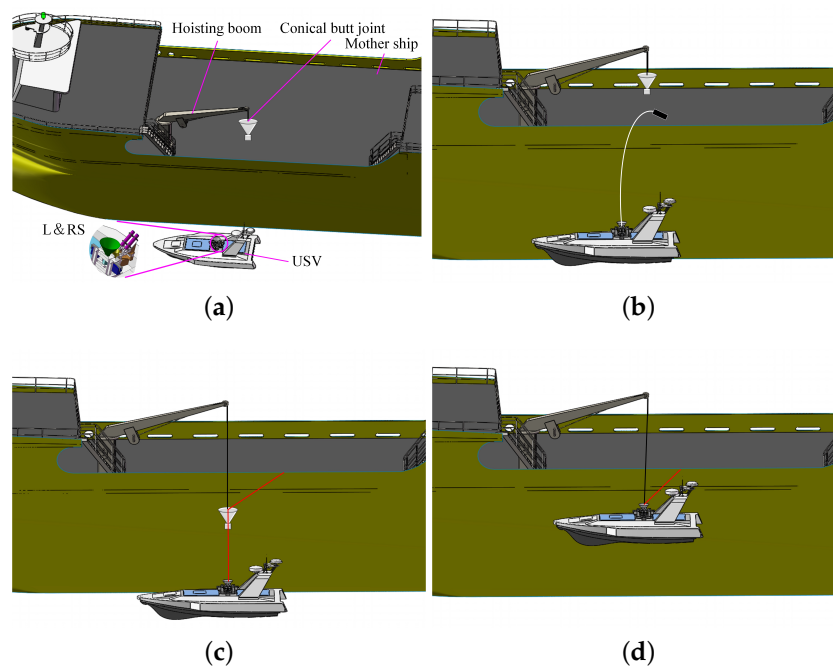 Hoisting boom
Conical butt joint
Mother ship
L&RS
USV
(a)
(b)
(c)
(d)